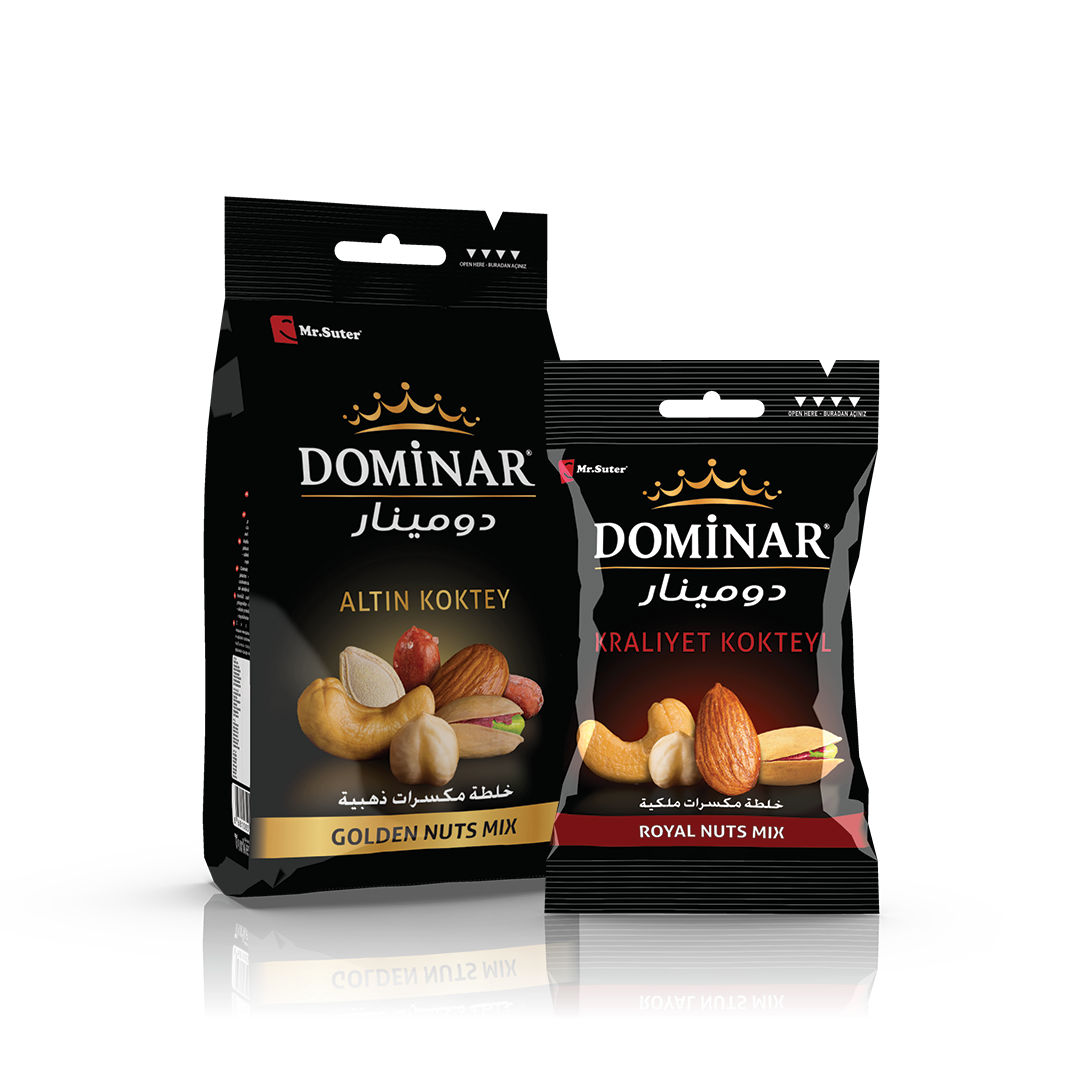 OPEN HERE - BURADAN AÇINIZ
Mr.Suter
DOMİNAR®
دومينار
ALTIN KOKTEY
خلطة مكسرات ذهبية
GOLDEN NUTS MIX
OPEN HERE - BURADAN AÇINIZ
Mr.Suter
DOMİNAR®
دومينار
KRALIYET KOKTEYL
خلطة مكسرات ملكية
ROYAL NUTS MIX